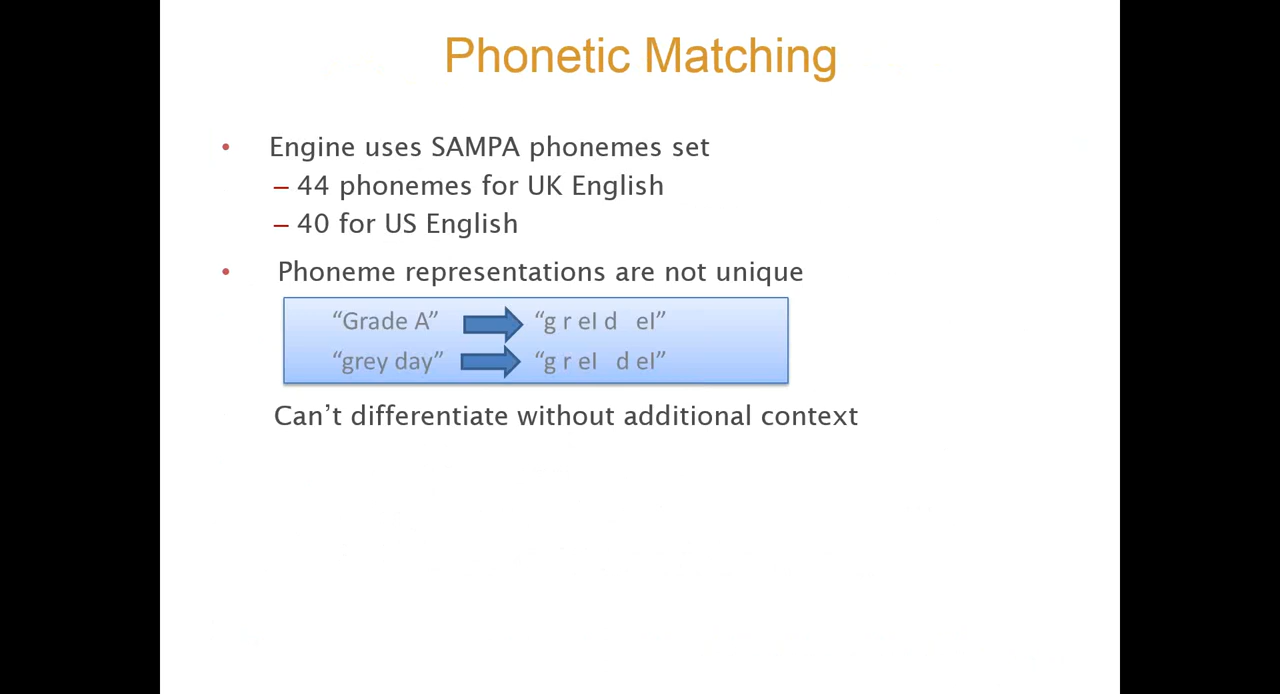 Phonetic Matching
• Engine uses SAMPA phonemes set
– 44 phonemes for UK English
– 40 for US English
• Phoneme representations are not unique
“Grade A” “g r eI d eI”
“grey day” “g r eI d eI”
Can’t differentiate without additional context